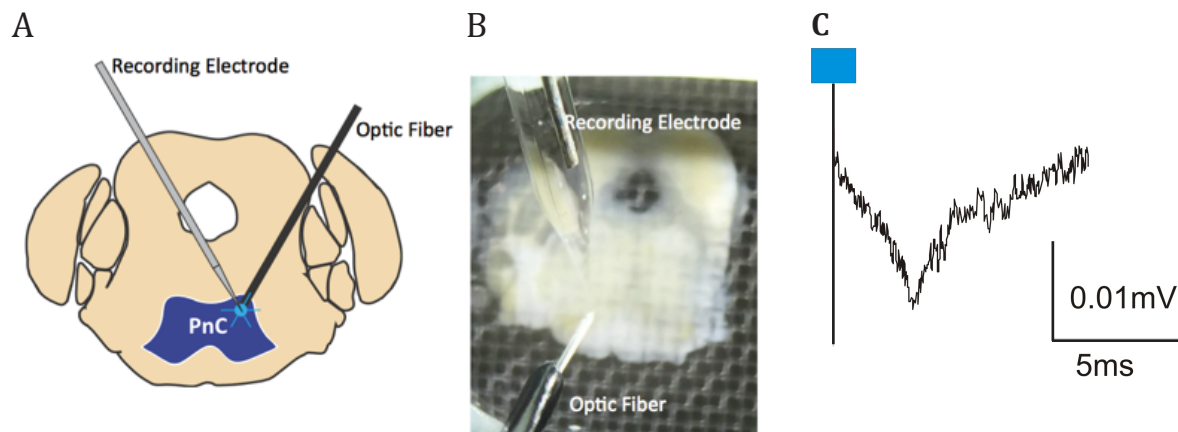 A
Recording Electrode
Optic Fiber
PnC
B
Recording Electrode
Optic Fiber
C
0.01mV
5ms